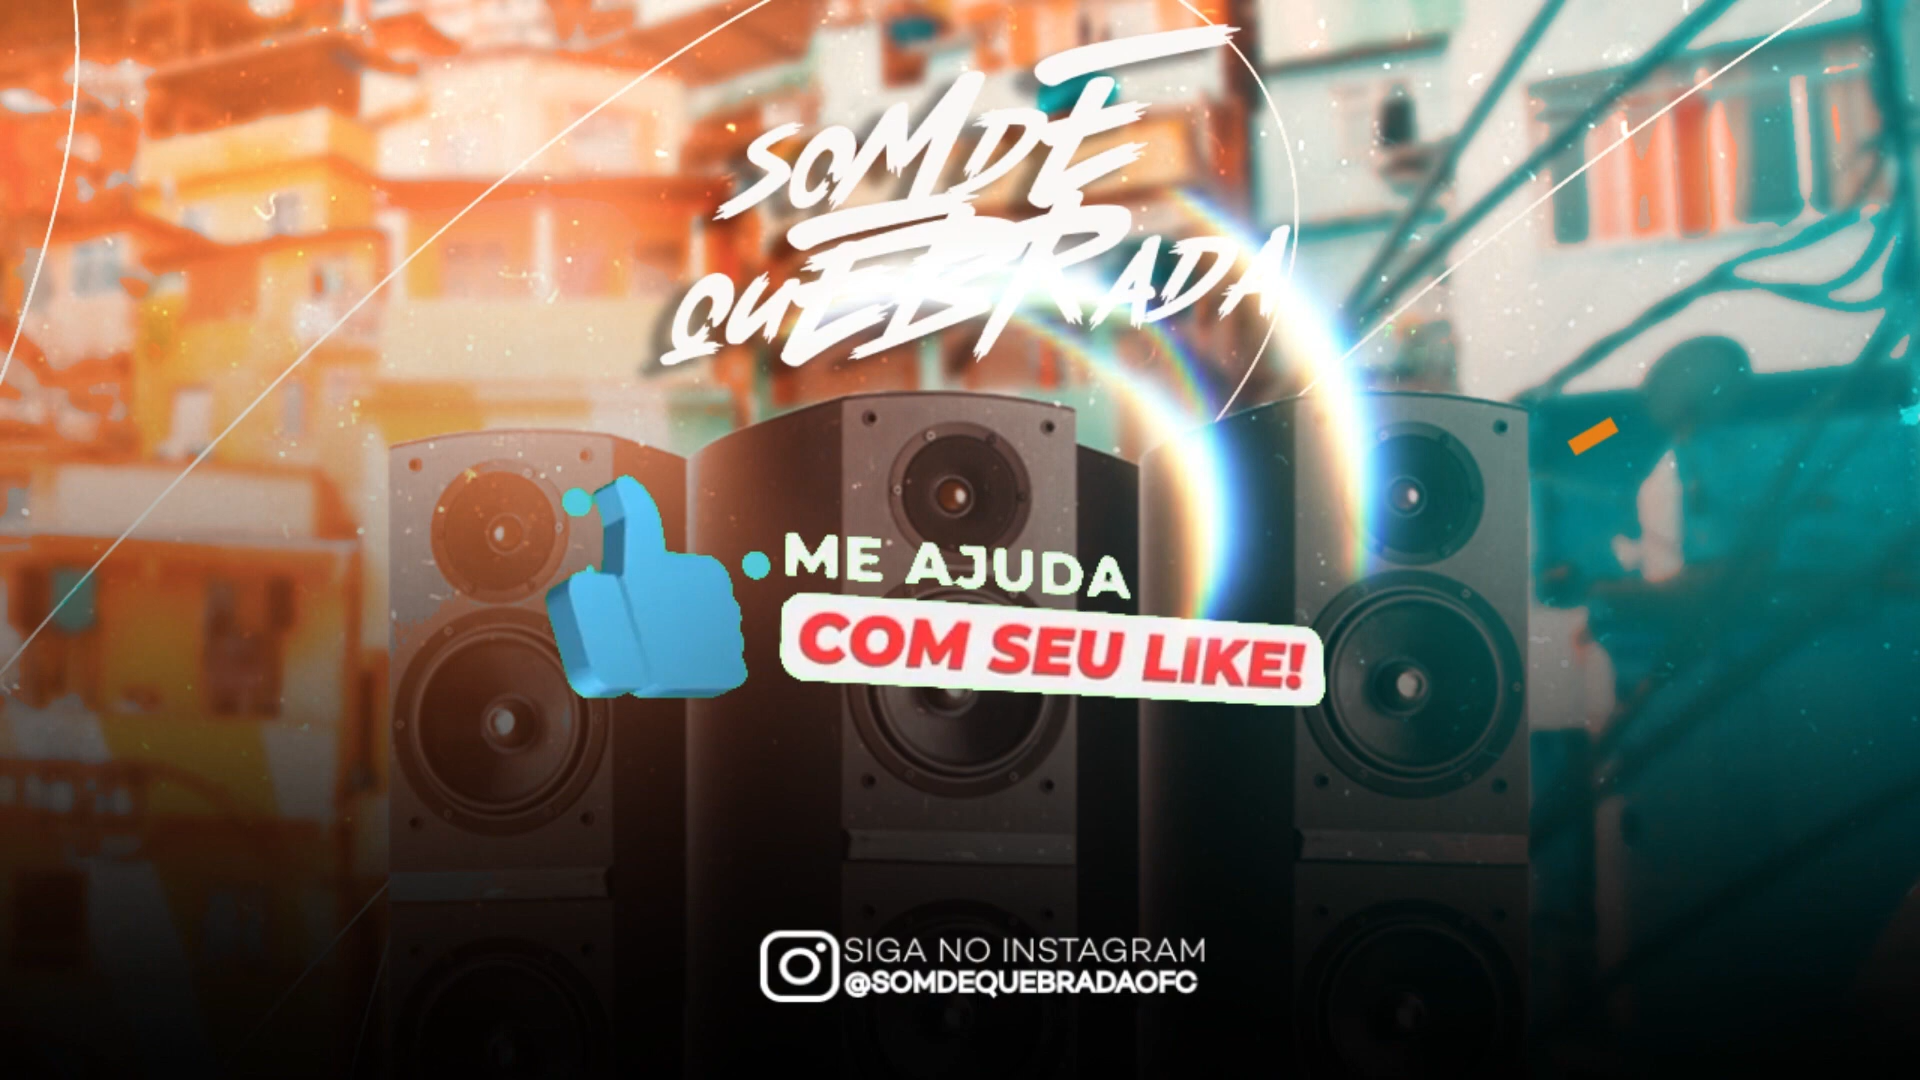 SOM DE
QUEBRADA
ME AJUDA
COM SEU LIKE!
SIGA NO INSTAGRAM
@SOMDEQUEBRADAOFC